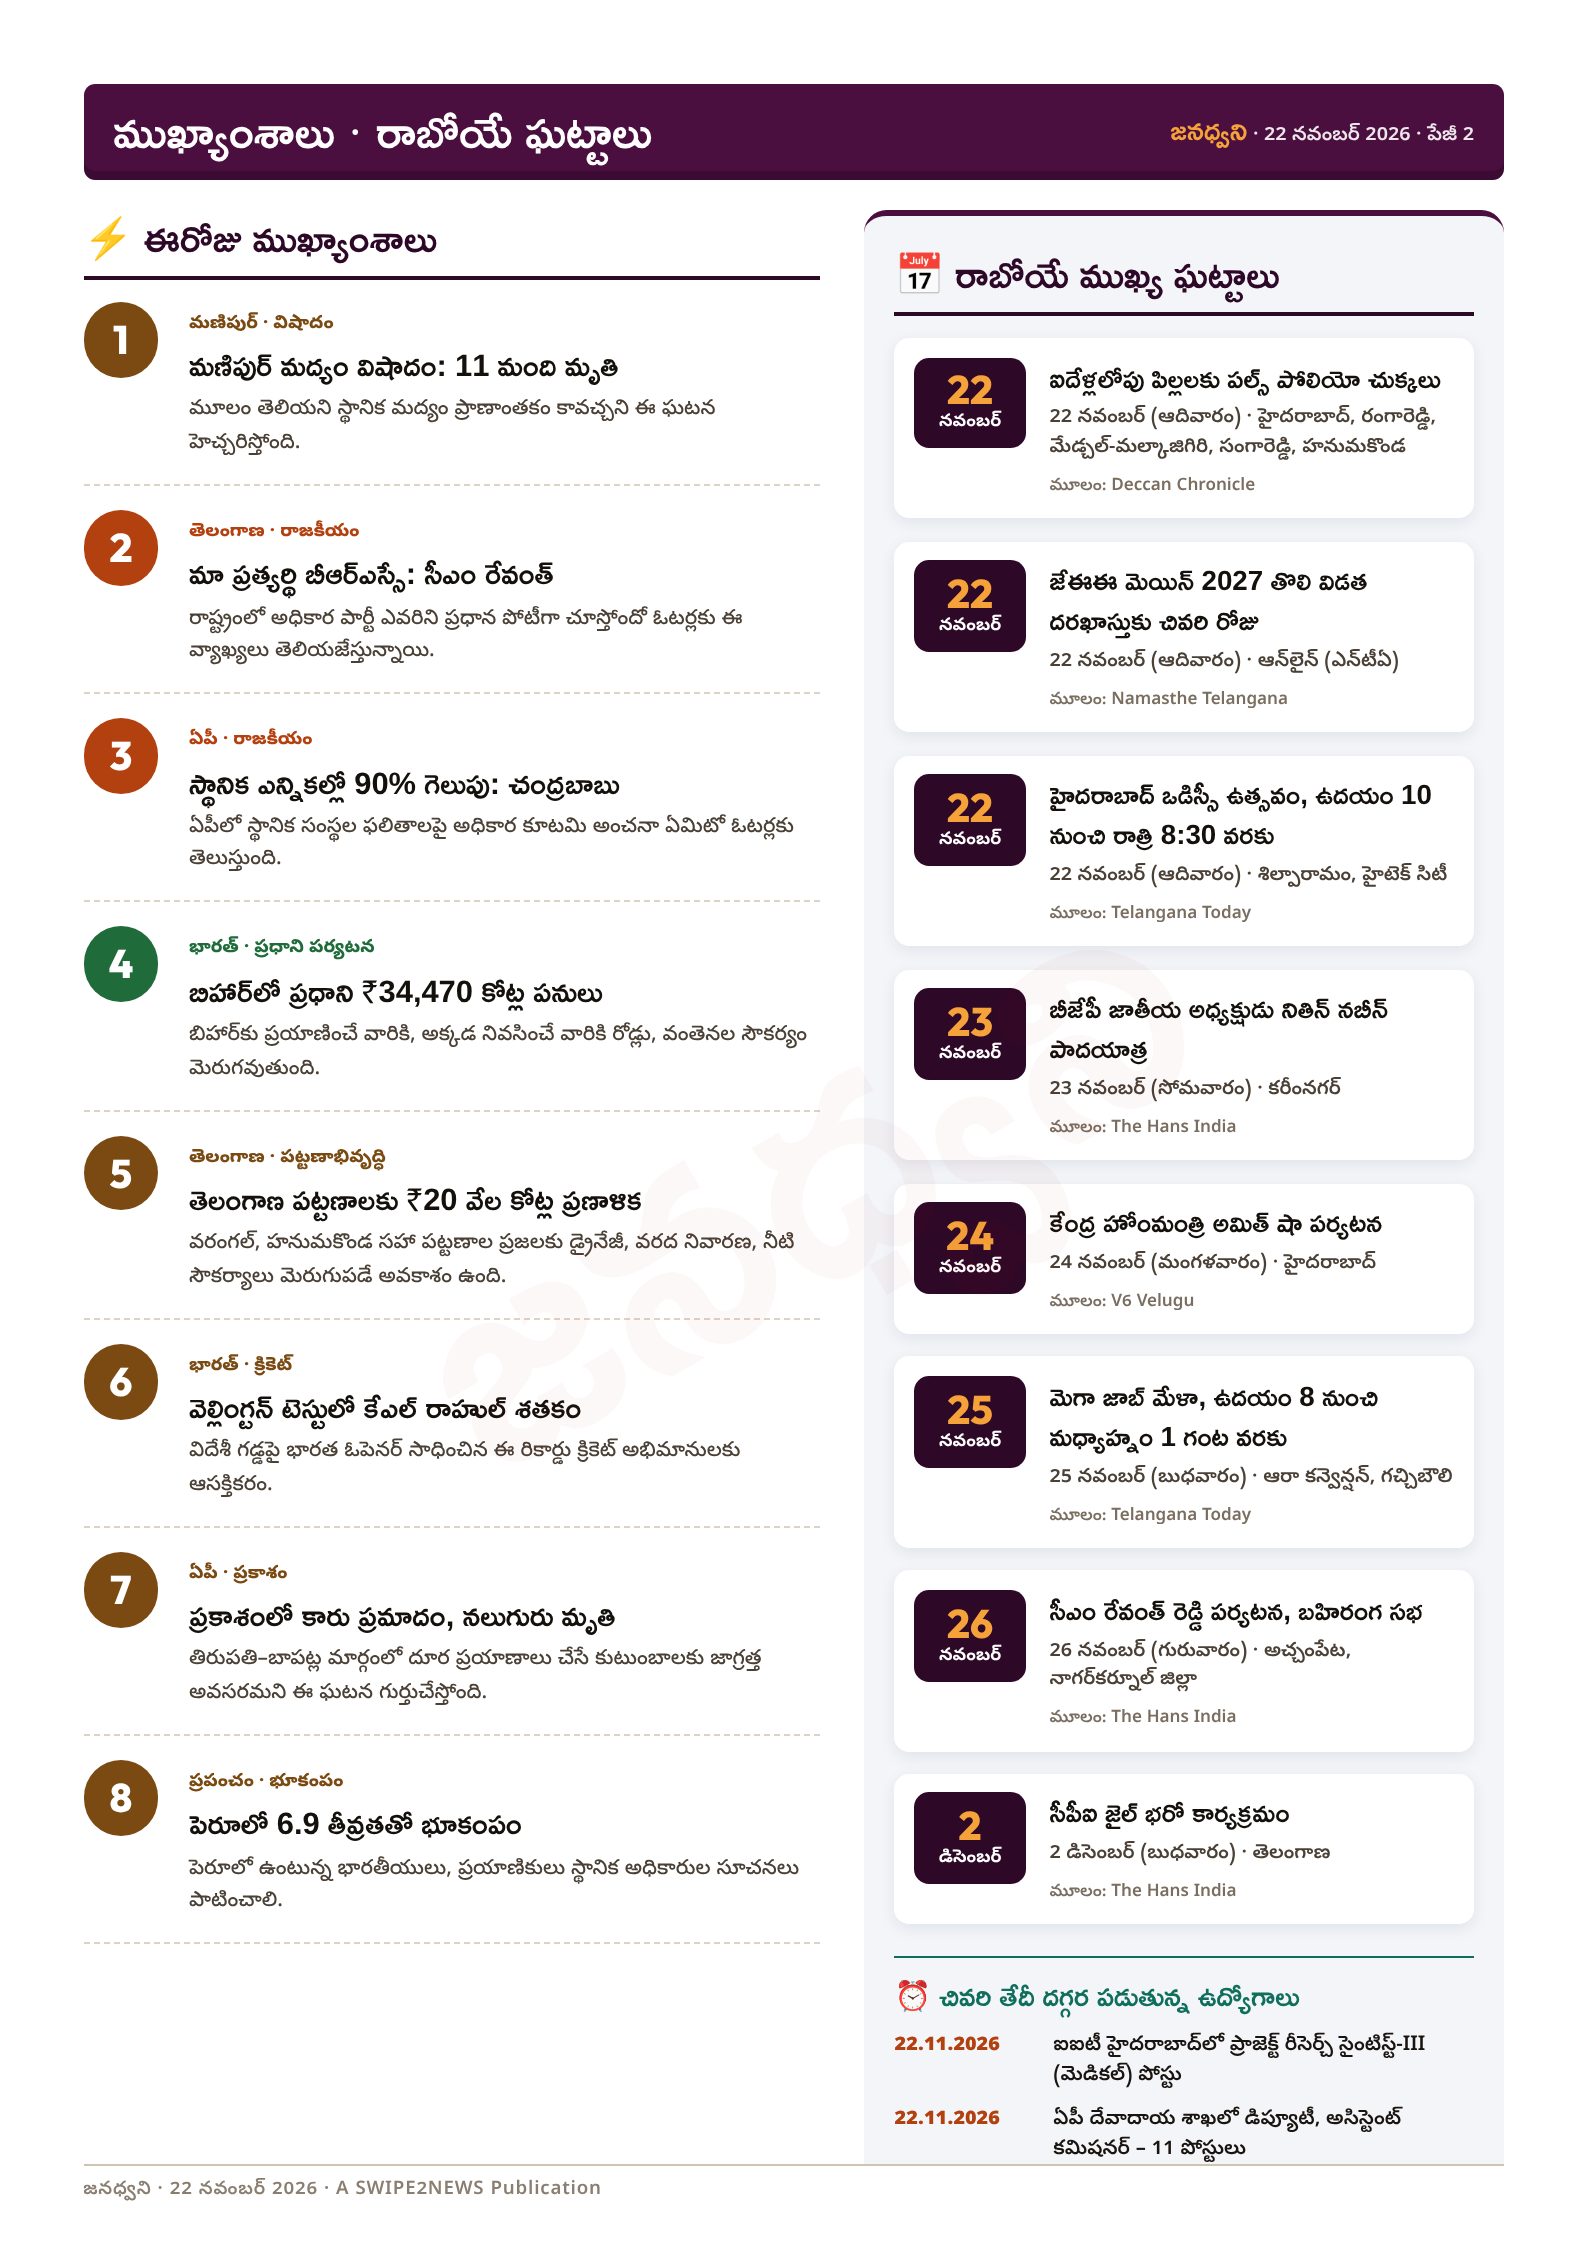 ముఖ్యాంశాలు · రాబోయే ఘట్టాలు
జనధ్వని · 22 నవంబర్ 2026 · పేజీ 2
⚡ ఈరోజు ముఖ్యాంశాలు
1
మణిపుర్ · విషాదం
మణిపుర్ మద్యం విషాదం: 11 మంది మృతి
మూలం తెలియని స్థానిక మద్యం ప్రాణాంతకం కావచ్చని ఈ ఘటన
హెచ్చరిస్తోంది.
2
తెలంగాణ · రాజకీయం
మా ప్రత్యర్థి బీఆర్ఎస్సే: సీఎం రేవంత్
రాష్ట్రంలో అధికార పార్టీ ఎవరిని ప్రధాన పోటీగా చూస్తోందో ఓటర్లకు ఈ
వ్యాఖ్యలు తెలియజేస్తున్నాయి.
3
ఏపీ · రాజకీయం
స్థానిక ఎన్నికల్లో 90% గెలుపు: చంద్రబాబు
ఏపీలో స్థానిక సంస్థల ఫలితాలపై అధికార కూటమి అంచనా ఏమిటో ఓటర్లకు
తెలుస్తుంది.
4
భారత్ · ప్రధాని పర్యటన
బిహార్‌లో ప్రధాని ₹34,470 కోట్ల పనులు
బిహార్‌కు ప్రయాణించే వారికి, అక్కడ నివసించే వారికి రోడ్లు, వంతెనల సౌకర్యం
మెరుగవుతుంది.
5
తెలంగాణ · పట్టణాభివృద్ధి
తెలంగాణ పట్టణాలకు ₹20 వేల కోట్ల ప్రణాళిక
వరంగల్, హనుమకొండ సహా పట్టణాల ప్రజలకు డ్రైనేజీ, వరద నివారణ, నీటి
సౌకర్యాలు మెరుగుపడే అవకాశం ఉంది.
6
భారత్ · క్రికెట్
వెల్లింగ్టన్ టెస్టులో కేఎల్ రాహుల్ శతకం
విదేశీ గడ్డపై భారత ఓపెనర్ సాధించిన ఈ రికార్డు క్రికెట్ అభిమానులకు
ఆసక్తికరం.
7
ఏపీ · ప్రకాశం
ప్రకాశంలో కారు ప్రమాదం, నలుగురు మృతి
తిరుపతి–బాపట్ల మార్గంలో దూర ప్రయాణాలు చేసే కుటుంబాలకు జాగ్రత్త
అవసరమని ఈ ఘటన గుర్తుచేస్తోంది.
8
ప్రపంచం · భూకంపం
పెరూలో 6.9 తీవ్రతతో భూకంపం
పెరూలో ఉంటున్న భారతీయులు, ప్రయాణికులు స్థానిక అధికారుల సూచనలు
పాటించాలి.
📅 రాబోయే ముఖ్య ఘట్టాలు
22
నవంబర్
ఐదేళ్లలోపు పిల్లలకు పల్స్ పోలియో చుక్కలు
22 నవంబర్ (ఆదివారం) · హైదరాబాద్, రంగారెడ్డి,
మేడ్చల్-మల్కాజిగిరి, సంగారెడ్డి, హనుమకొండ
మూలం: Deccan Chronicle
22
నవంబర్
జేఈఈ మెయిన్ 2027 తొలి విడత
దరఖాస్తుకు చివరి రోజు
22 నవంబర్ (ఆదివారం) · ఆన్‌లైన్ (ఎన్‌టీఏ)
మూలం: Namasthe Telangana
22
నవంబర్
హైదరాబాద్ ఒడిస్సీ ఉత్సవం, ఉదయం 10
నుంచి రాత్రి 8:30 వరకు
22 నవంబర్ (ఆదివారం) · శిల్పారామం, హైటెక్ సిటీ
మూలం: Telangana Today
23
నవంబర్
బీజేపీ జాతీయ అధ్యక్షుడు నితిన్ నబీన్
పాదయాత్ర
23 నవంబర్ (సోమవారం) · కరీంనగర్
మూలం: The Hans India
24
నవంబర్
కేంద్ర హోంమంత్రి అమిత్ షా పర్యటన
24 నవంబర్ (మంగళవారం) · హైదరాబాద్
మూలం: V6 Velugu
25
నవంబర్
మెగా జాబ్ మేళా, ఉదయం 8 నుంచి
మధ్యాహ్నం 1 గంట వరకు
25 నవంబర్ (బుధవారం) · ఆరా కన్వెన్షన్, గచ్చిబౌలి
మూలం: Telangana Today
26
నవంబర్
సీఎం రేవంత్ రెడ్డి పర్యటన, బహిరంగ సభ
26 నవంబర్ (గురువారం) · అచ్చంపేట,
నాగర్‌కర్నూల్ జిల్లా
మూలం: The Hans India
2
డిసెంబర్
సీపీఐ జైల్ భరో కార్యక్రమం
2 డిసెంబర్ (బుధవారం) · తెలంగాణ
మూలం: The Hans India
⏰ చివరి తేదీ దగ్గర పడుతున్న ఉద్యోగాలు
22.11.2026 ఐఐటీ హైదరాబాద్‌లో ప్రాజెక్ట్ రీసెర్చ్ సైంటిస్ట్-III
(మెడికల్) పోస్టు
22.11.2026 ఏపీ దేవాదాయ శాఖలో డిప్యూటీ, అసిస్టెంట్
కమిషనర్ – 11 పోస్టులు
జనధ్వని
జనధ్వని · 22 నవంబర్ 2026 · A SWIPE2NEWS Publication